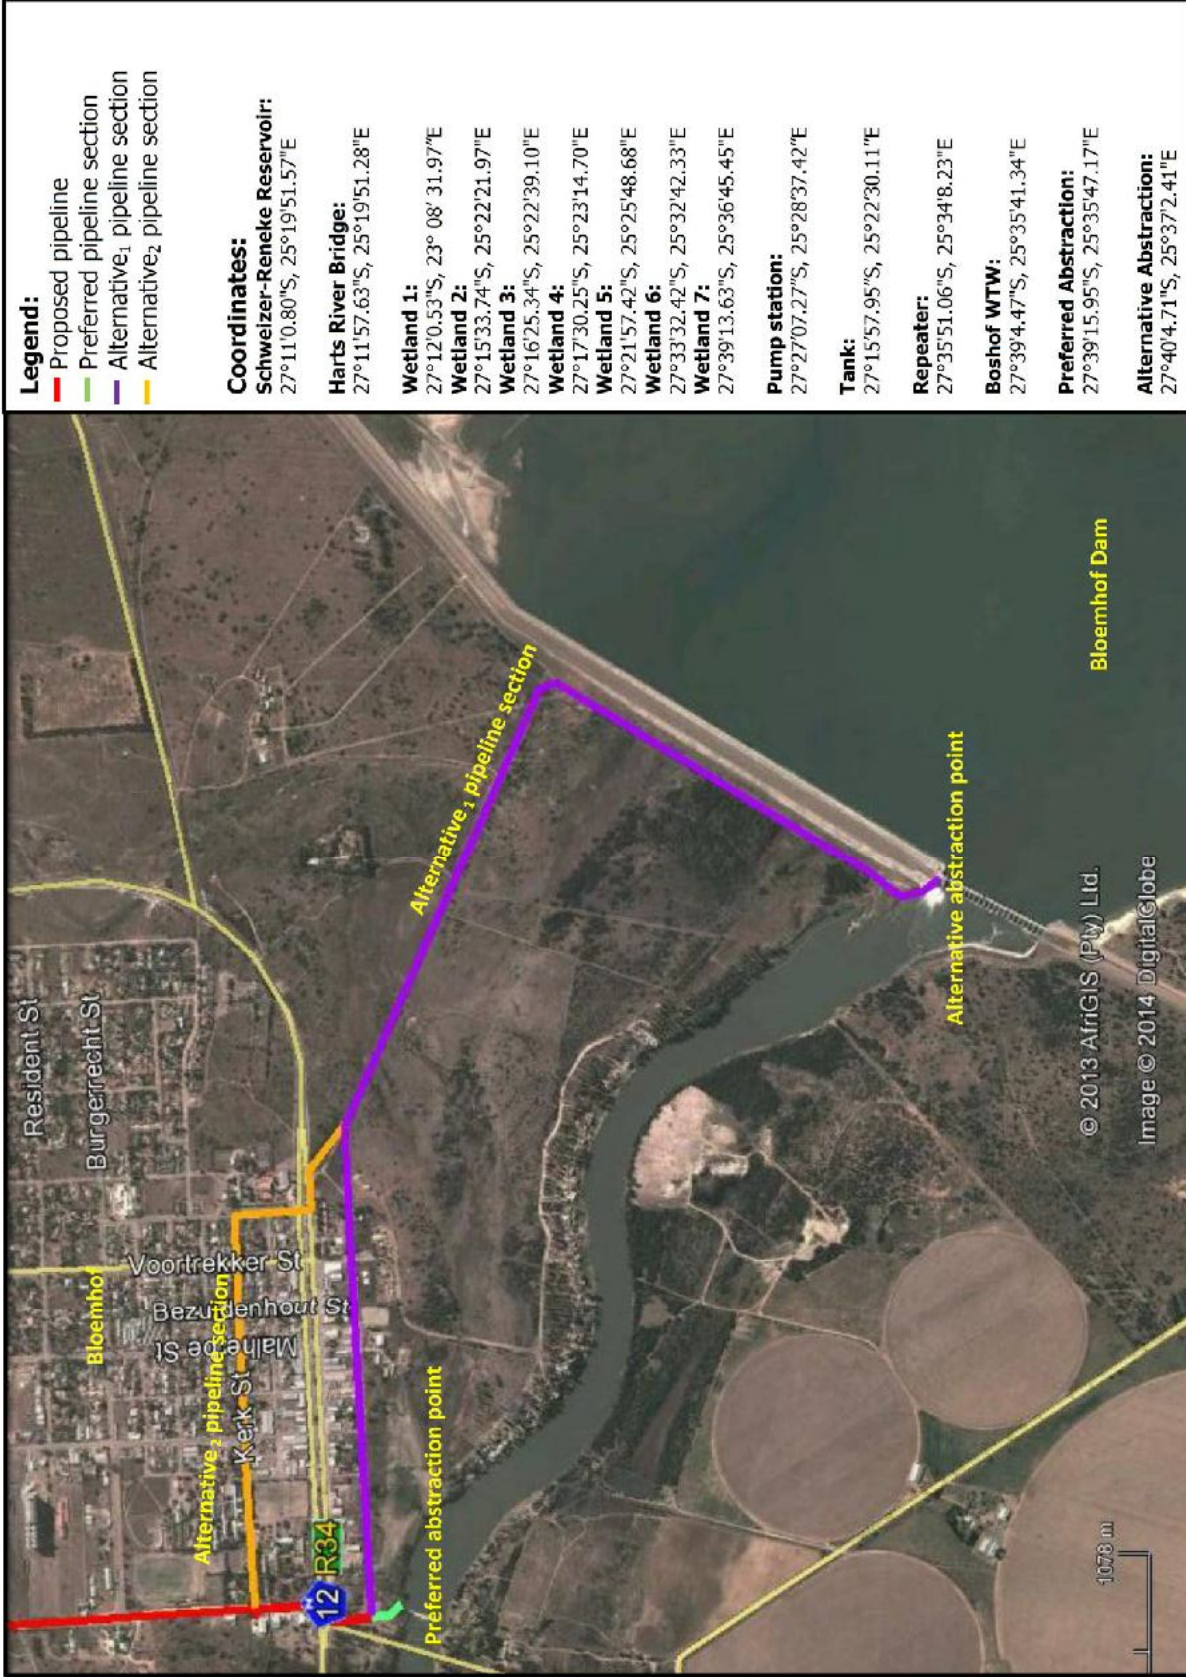 Legend:
Proposed pipeline
Preferred pipeline section
Alternative₁ pipeline section
Alternative₂ pipeline section
Coordinates:
Schweizer-Reneke Reservoir:
27°11'0.80"S, 25°19'51.57"E
Harts River Bridge:
27°11'57.63"S, 25°19'51.28"E
Wetland 1:
27°12'0.53"S, 23° 08' 31.97"E
Wetland 2:
27°15'33.74"S, 25°22'21.97"E
Wetland 3:
27°16'25.34"S, 25°22'39.10"E
Wetland 4:
27°17'30.25"S, 25°23'14.70"E
Wetland 5:
27°21'57.42"S, 25°25'48.68"E
Wetland 6:
27°33'32.42"S, 25°32'42.33"E
Wetland 7:
27°39'13.63"S, 25°36'45.45"E
Pump station:
27°27'07.27"S, 25°28'37.42"E
Tank:
27°15'57.95"S, 25°22'30.11"E
Repeater:
27°35'51.06"S, 25°34'8.23"E
Boshof WTW:
27°39'4.47"S, 25°35'41.34"E
Preferred Abstraction:
27°39'15.95"S, 25°35'47.17"E
Alternative Abstraction:
27°40'4.71"S, 25°37'2.41"E
Resident St
Burgerrecht St
Bloemhof
Voortrekker St
Bezuidenhout St
Malherbe St
Alternative₂ pipeline section
Kerk St
R34
N
12
Alternative₁ pipeline section
Preferred abstraction point
Alternative abstraction point
Bloemhof Dam
© 2013 AfriGIS (Pty) Ltd.
Image © 2014 DigitalGlobe
1078 m